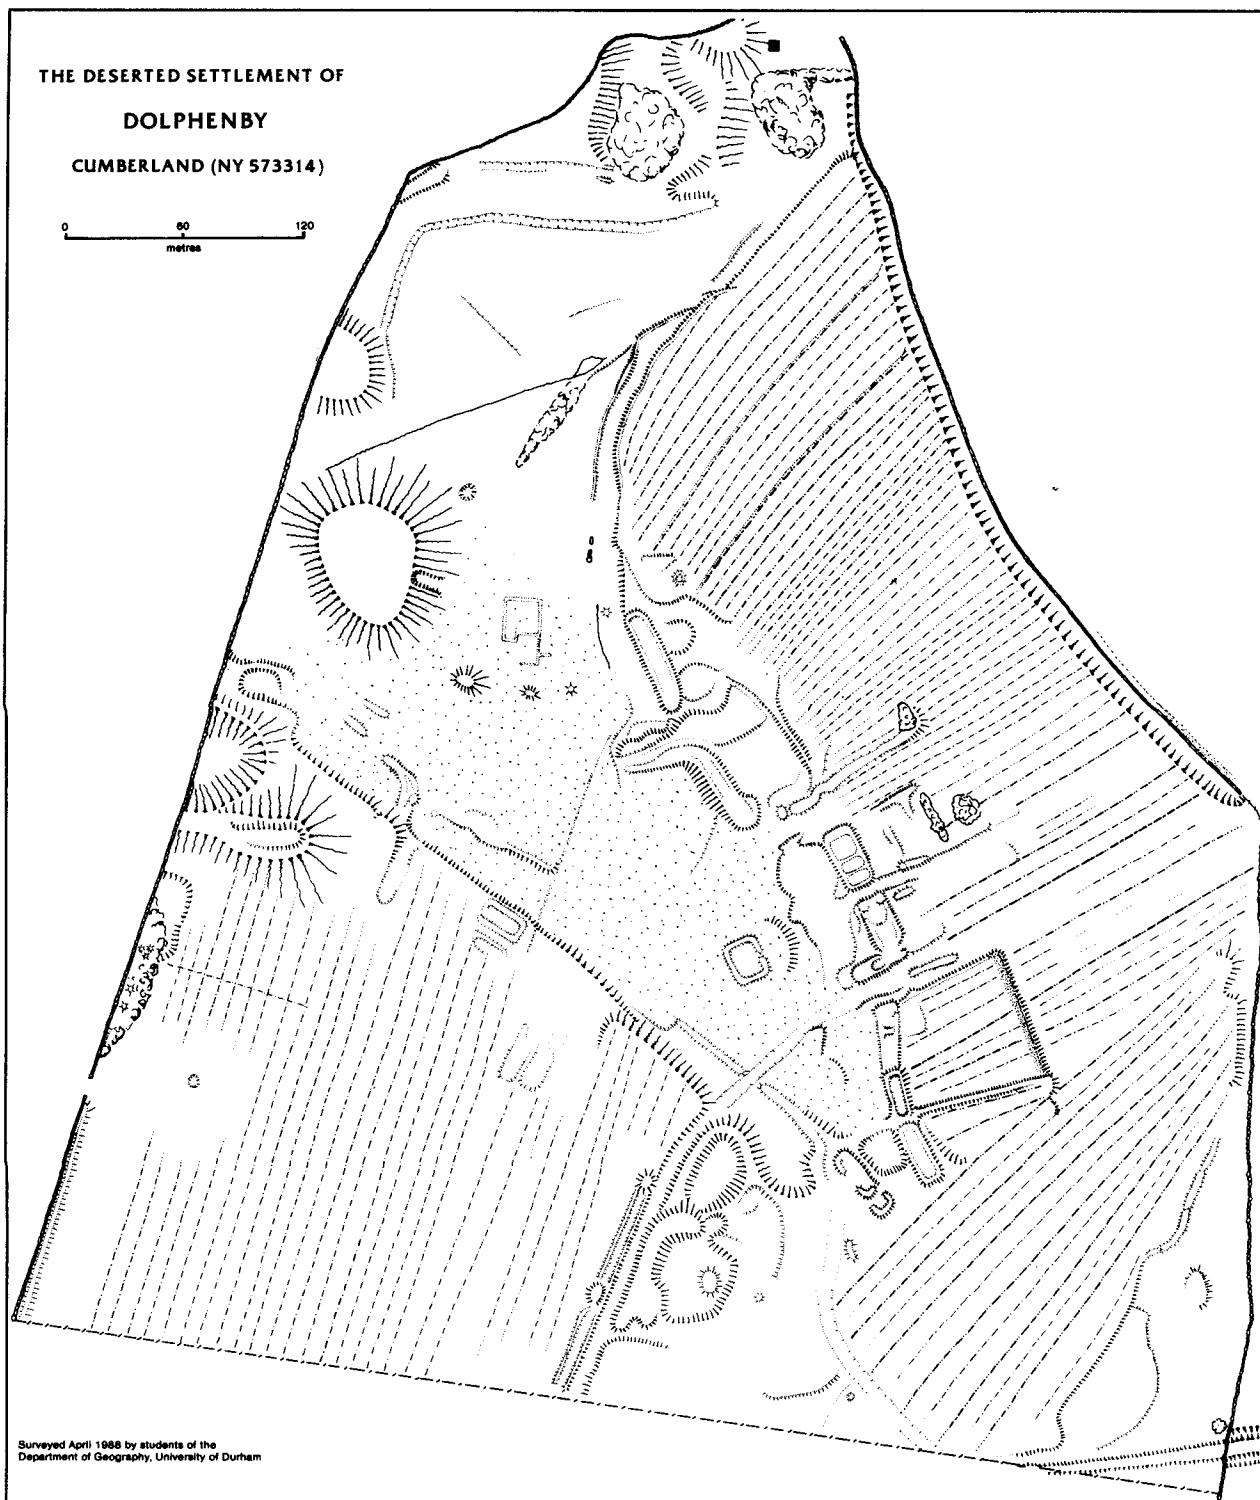 THE DESERTED SETTLEMENT OF
DOLPHENBY
CUMBERLAND (NY 573314)
0 60 120
metres
Surveyed April 1988 by students of the
Department of Geography, University of Durham